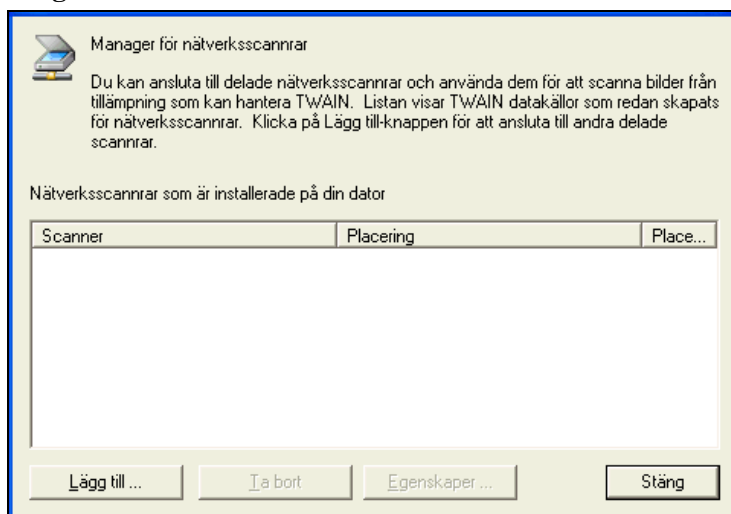 Manager för nätverksscannrar
Du kan ansluta till delade nätverksscannrar och använda dem för att scanna bilder från
tillämpning som kan hantera TWAIN. Listan visar TWAIN datakällor som redan skapats
för nätverksscannrar. Klicka på Lägg till-knappen för att ansluta till andra delade
scannrar.
Nätverksscannrar som är installerade på din dator
Scanner Placering Place...
Lägg till ... Ta bort Egenskaper ... Stäng